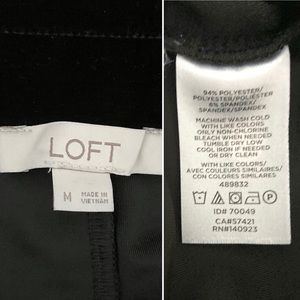 LOFT
M
MADE IN
VIETNAM
94% POLYESTER/
POLYESTER/POLYESTER
6% SPANDEX/
SPANDEX/SPANDEX
MACHINE WASH COLD
WITH LIKE COLORS
ONLY NON-CHLORINE
BLEACH WHEN NEEDED
TUMBLE DRY LOW
COOL IRON IF NEEDED
OR DRY CLEAN
WITH LIKE COLORS/
AVEC COULEURS SIMILAIRES/
CON COLORES SIMILARES
489832
ID# 70049
CA#57421
RN#140923